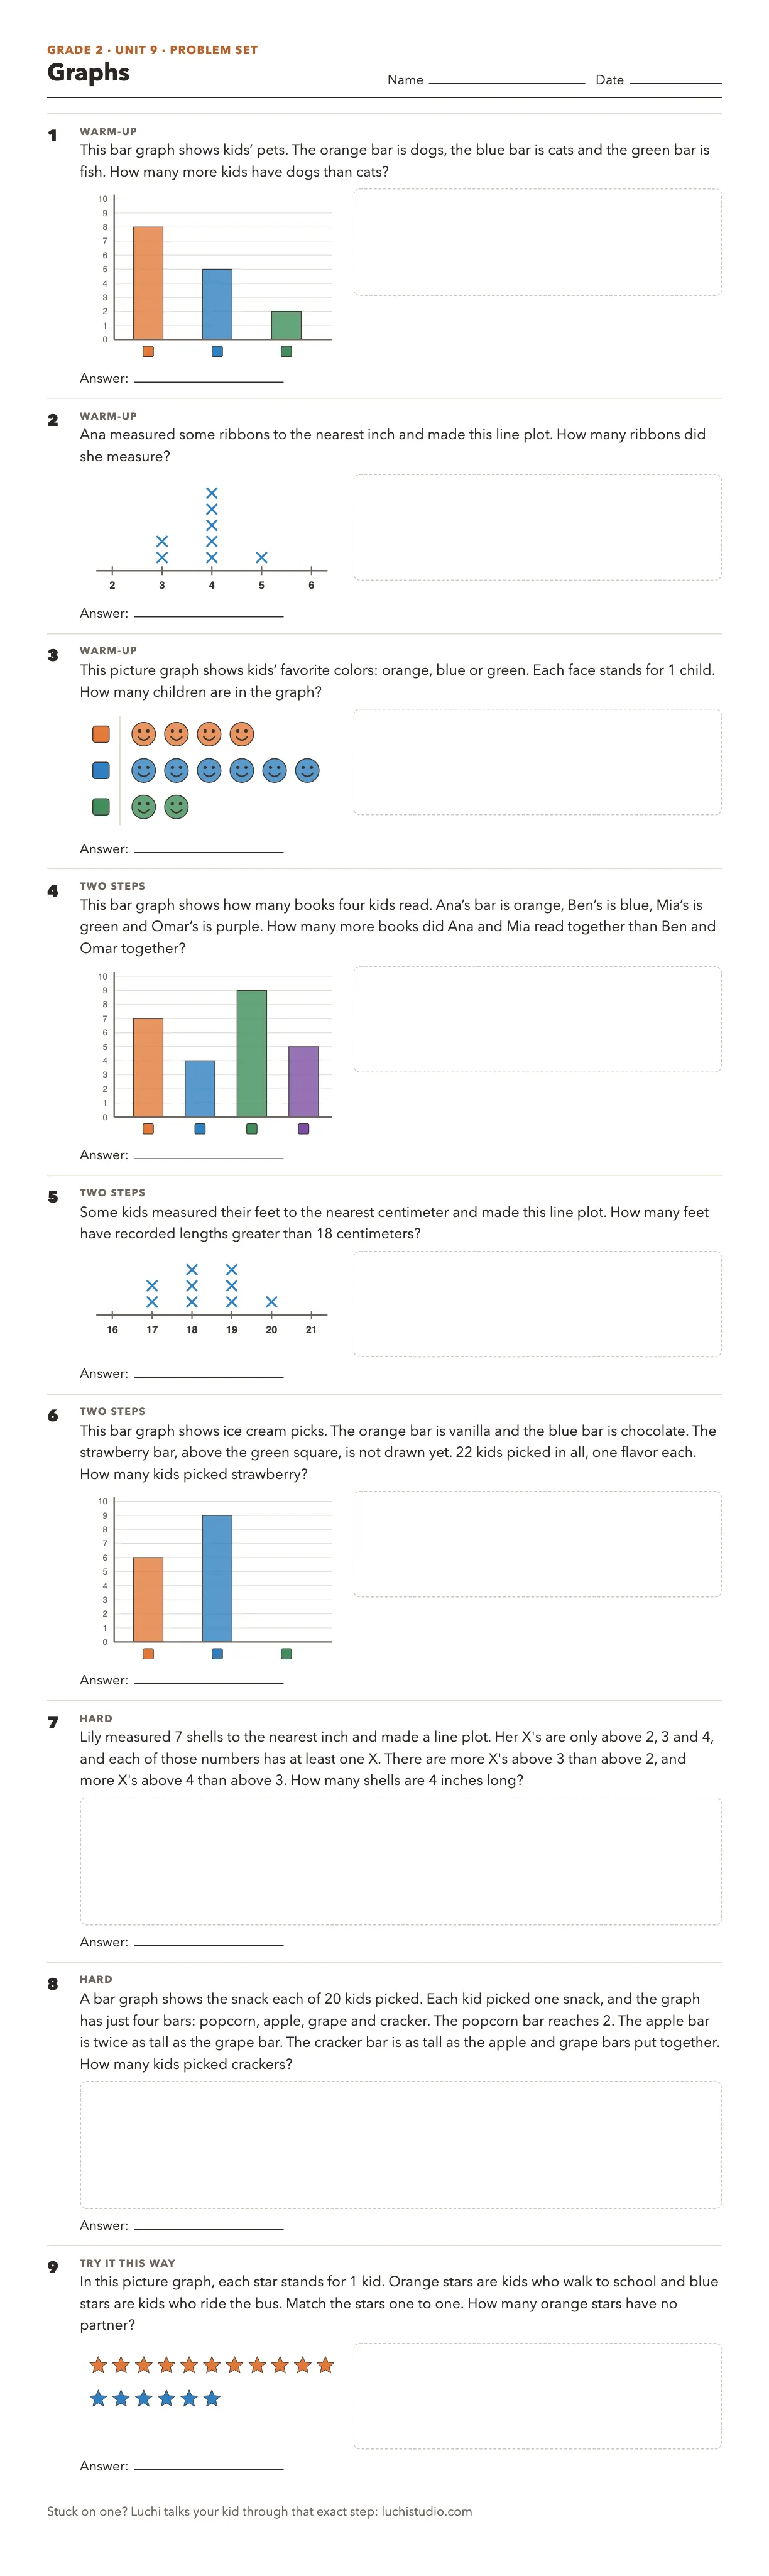 GRADE 2 · UNIT 9 · PROBLEM SET
Graphs
Name Date
1
WARM-UP
This bar graph shows kids’ pets. The orange bar is dogs, the blue bar is cats and the green bar is
fish. How many more kids have dogs than cats?
10
9
8
7
6
5
4
3
2
1
0
Answer:
2
WARM-UP
Ana measured some ribbons to the nearest inch and made this line plot. How many ribbons did
she measure?
2 3 4 5 6
Answer:
3
WARM-UP
This picture graph shows kids’ favorite colors: orange, blue or green. Each face stands for 1 child.
How many children are in the graph?
Answer:
4
TWO STEPS
This bar graph shows how many books four kids read. Ana’s bar is orange, Ben’s is blue, Mia’s is
green and Omar’s is purple. How many more books did Ana and Mia read together than Ben and
Omar together?
10
9
8
7
6
5
4
3
2
1
0
Answer:
5
TWO STEPS
Some kids measured their feet to the nearest centimeter and made this line plot. How many feet
have recorded lengths greater than 18 centimeters?
16 17 18 19 20 21
Answer:
6
TWO STEPS
This bar graph shows ice cream picks. The orange bar is vanilla and the blue bar is chocolate. The
strawberry bar, above the green square, is not drawn yet. 22 kids picked in all, one flavor each.
How many kids picked strawberry?
10
9
8
7
6
5
4
3
2
1
0
Answer:
7
HARD
Lily measured 7 shells to the nearest inch and made a line plot. Her X's are only above 2, 3 and 4,
and each of those numbers has at least one X. There are more X's above 3 than above 2, and
more X's above 4 than above 3. How many shells are 4 inches long?
Answer:
8
HARD
A bar graph shows the snack each of 20 kids picked. Each kid picked one snack, and the graph
has just four bars: popcorn, apple, grape and cracker. The popcorn bar reaches 2. The apple bar
is twice as tall as the grape bar. The cracker bar is as tall as the apple and grape bars put together.
How many kids picked crackers?
Answer:
9
TRY IT THIS WAY
In this picture graph, each star stands for 1 kid. Orange stars are kids who walk to school and blue
stars are kids who ride the bus. Match the stars one to one. How many orange stars have no
partner?
Answer:
Stuck on one? Luchi talks your kid through that exact step: luchistudio.com